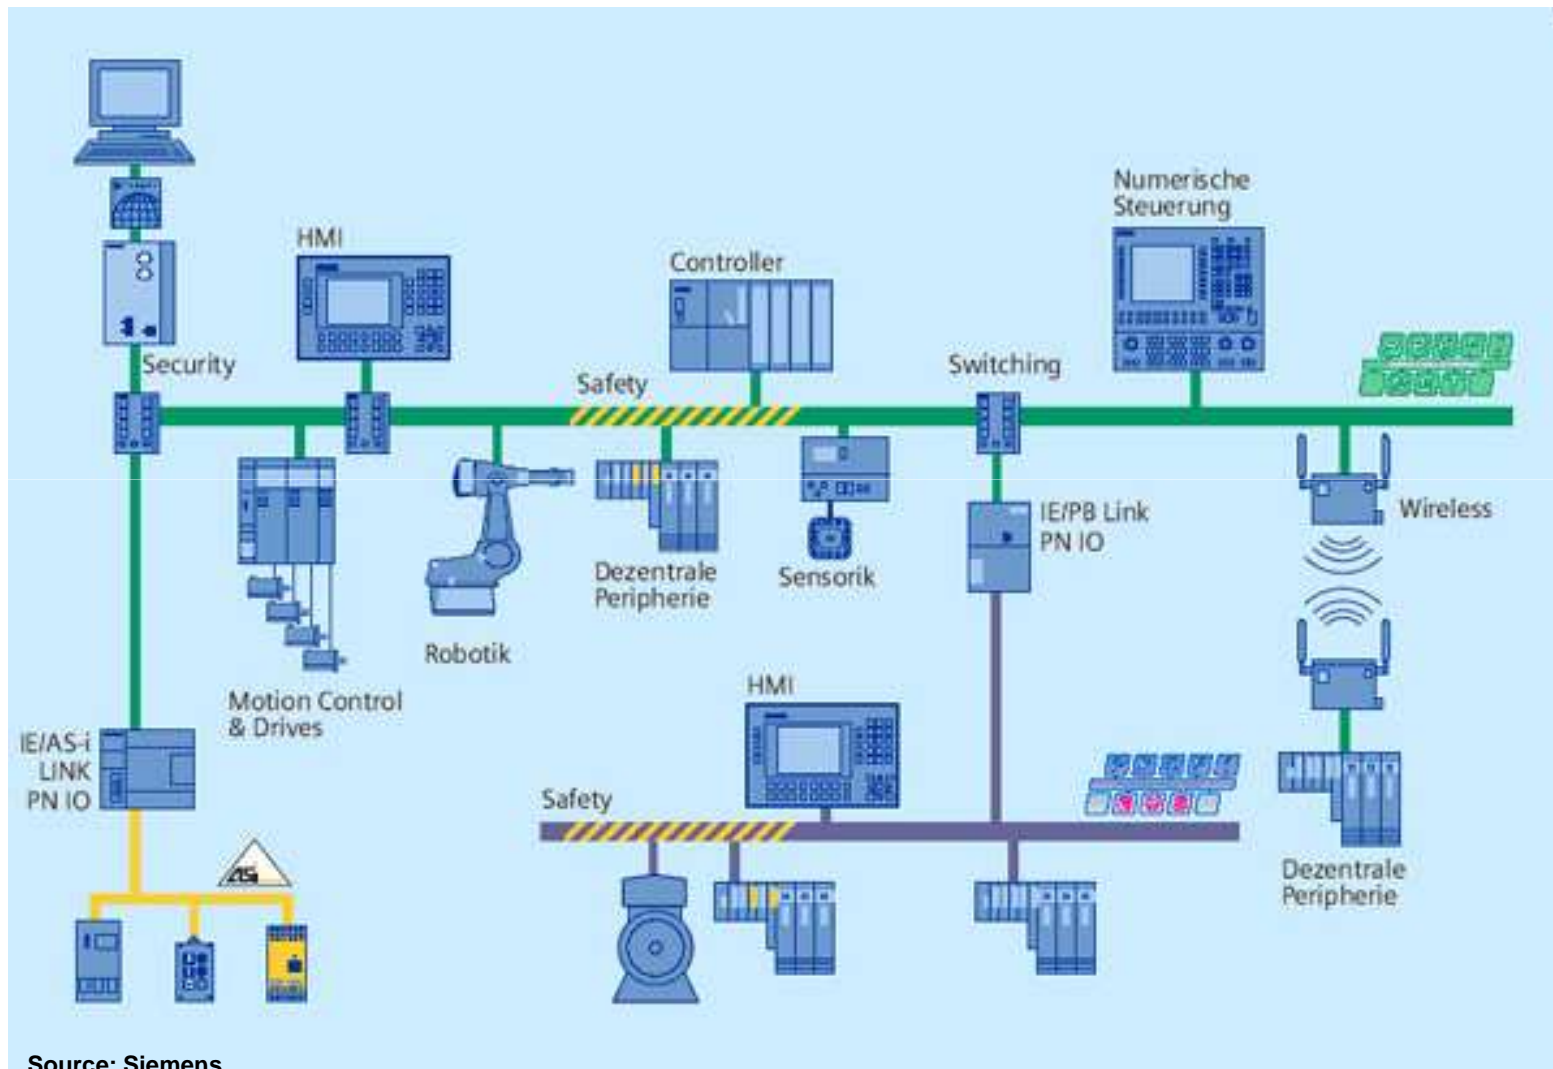 Numerische
Steuerung
HMI
Controller
Security
Safety
Switching
IE/PB Link
PN IO
Wireless
Dezentrale
Peripherie
Sensorik
Robotik
HMI
Motion Control
& Drives
IE/AS-i
LINK
PN IO
Safety
Dezentrale
Peripherie
ASi
Source: Siemens